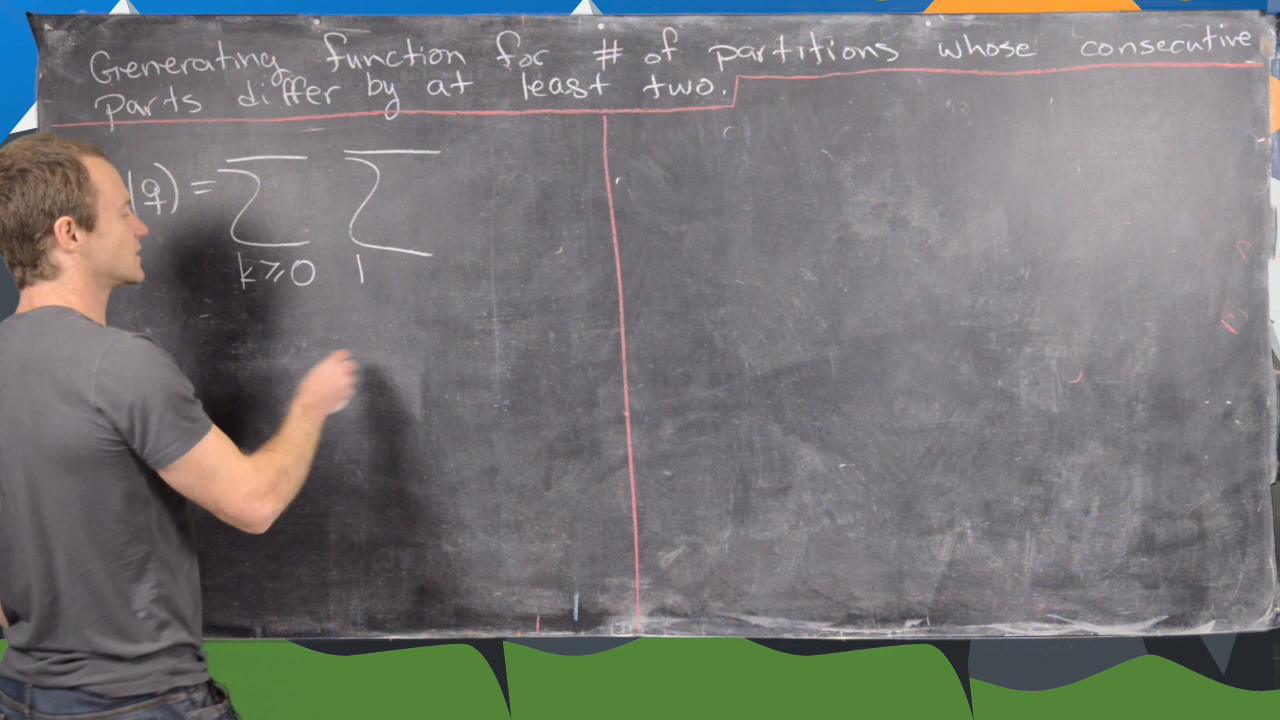 Generating function for # of partitions whose consecutive
parts differ by at least two.
(q) = ∑ ∑
k⩾0 1